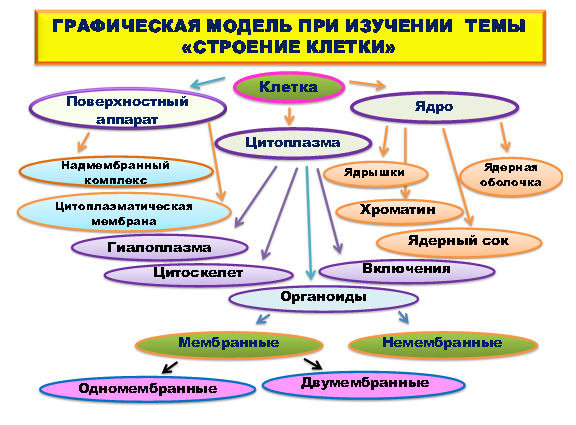 ГРАФИЧЕСКАЯ МОДЕЛЬ ПРИ ИЗУЧЕНИИ ТЕМЫ
«СТРОЕНИЕ КЛЕТКИ»
Клетка
Поверхностный
аппарат
Ядро
Цитоплазма
Надмембранный
комплекс
Ядрышки
Ядерная
оболочка
Цитоплазматическая
мембрана
Хроматин
Гиалоплазма
Ядерный сок
Цитоскелет
Включения
Органоиды
Мембранные
Немембранные
Одномембранные
Двумембранные